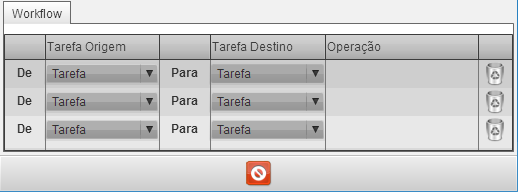 Workflow
Tarefa Origem Tarefa Destino Operação
De Tarefa Para Tarefa
De Tarefa Para Tarefa
De Tarefa Para Tarefa